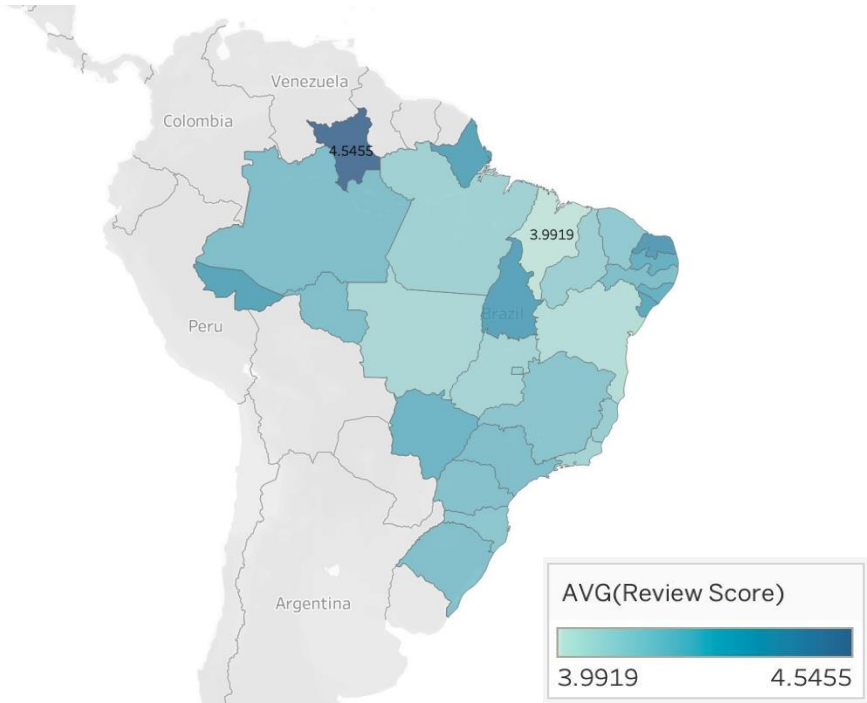 Venezuela
Colombia
4.5455
3.9919
Brazil
Peru
Argentina
AVG(Review Score)
3.9919 4.5455